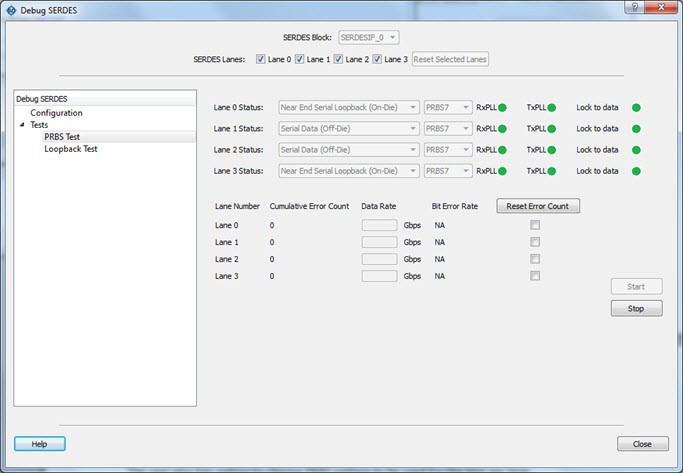 Debug SERDES
SERDES Block: SERDESIF_0
SERDES Lanes: Lane 0 Lane 1 Lane 2 Lane 3 Reset Selected Lanes
Debug SERDES
Configuration
Tests
PRBS Test
Loopback Test
Lane 0 Status: Near End Serial Loopback (On-Die) PRBS7 RxPLL TxPLL Lock to data
Lane 1 Status: Serial Data (Off-Die) PRBS7 RxPLL TxPLL Lock to data
Lane 2 Status: Serial Data (Off-Die) PRBS7 RxPLL TxPLL Lock to data
Lane 3 Status: Near End Serial Loopback (On-Die) PRBS7 RxPLL TxPLL Lock to data
Lane Number Cumulative Error Count Data Rate Bit Error Rate Reset Error Count
Lane 0 0 Gbps NA
Lane 1 0 Gbps NA
Lane 2 0 Gbps NA
Lane 3 0 Gbps NA
Start
Stop
Help Close